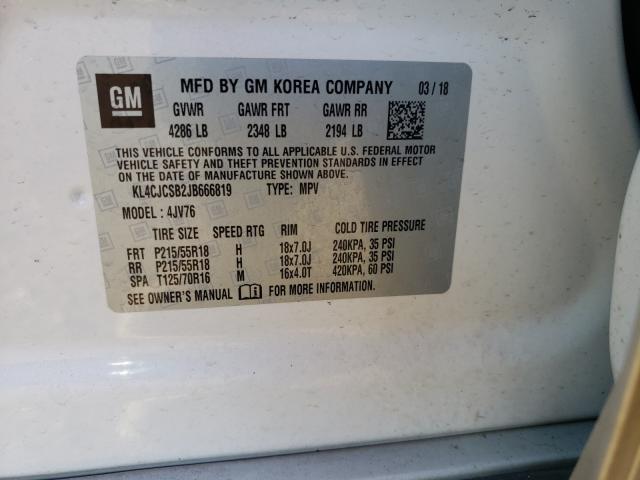 GM
MFD BY GM KOREA COMPANY 03 / 18
GVWR GAWR FRT GAWR RR
4286 LB 2348 LB 2194 LB
THIS VEHICLE CONFORMS TO ALL APPLICABLE U.S. FEDERAL MOTOR
VEHICLE SAFETY AND THEFT PREVENTION STANDARDS IN EFFECT ON
THE DATE OF MANUFACTURE SHOWN ABOVE.
KL4CJCSB2JB666819 TYPE: MPV
MODEL : 4JV76
TIRE SIZE SPEED RTG RIM COLD TIRE PRESSURE
FRT P215/55R18 H 18x7.0J 240KPA, 35 PSI
RR P215/55R18 H 18x7.0J 240KPA, 35 PSI
SPA T125/70R16 M 16x4.0T 420KPA, 60 PSI
SEE OWNER'S MANUAL FOR MORE INFORMATION.